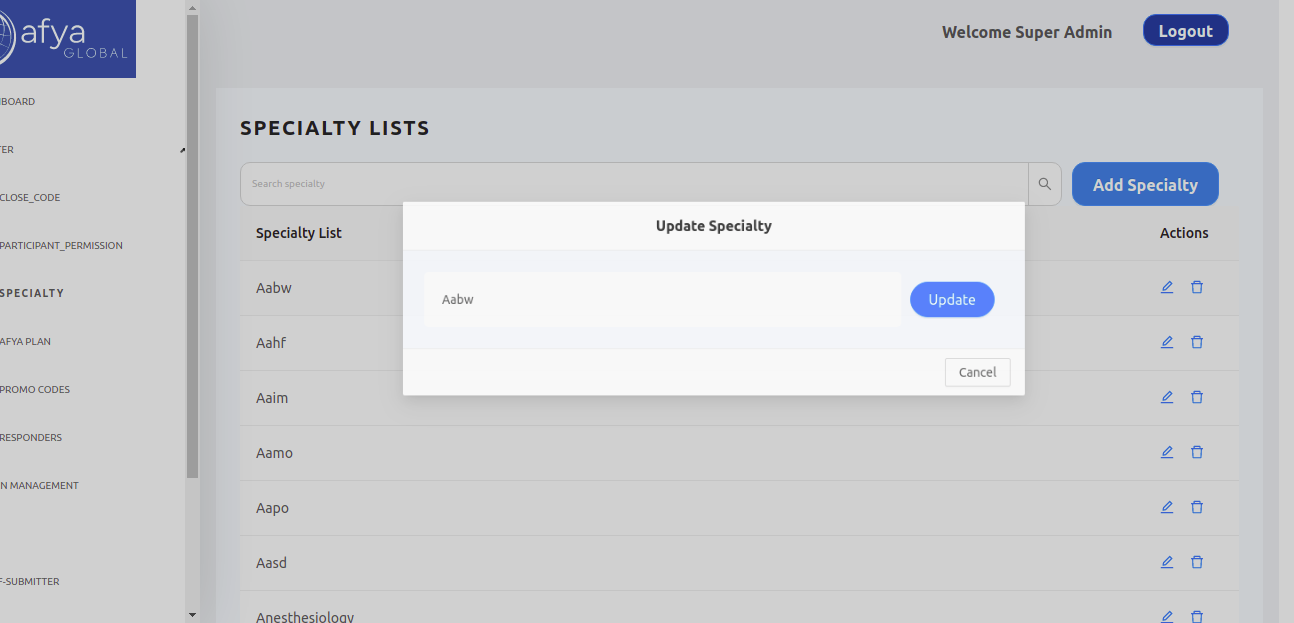 afya
GLOBAL
Welcome Super Admin
Logout
BOARD
TER
CLOSE_CODE
PARTICIPANT_PERMISSION
SPECIALTY
AFYA PLAN
PROMO CODES
RESPONDERS
N MANAGEMENT
F-SUBMITTER
SPECIALTY LISTS
Search specialty
Add Specialty
Specialty List
Actions
Update Specialty
Aabw
Update
Cancel
Aabw
Aahf
Aaim
Aamo
Aapo
Aasd
Anesthesiology